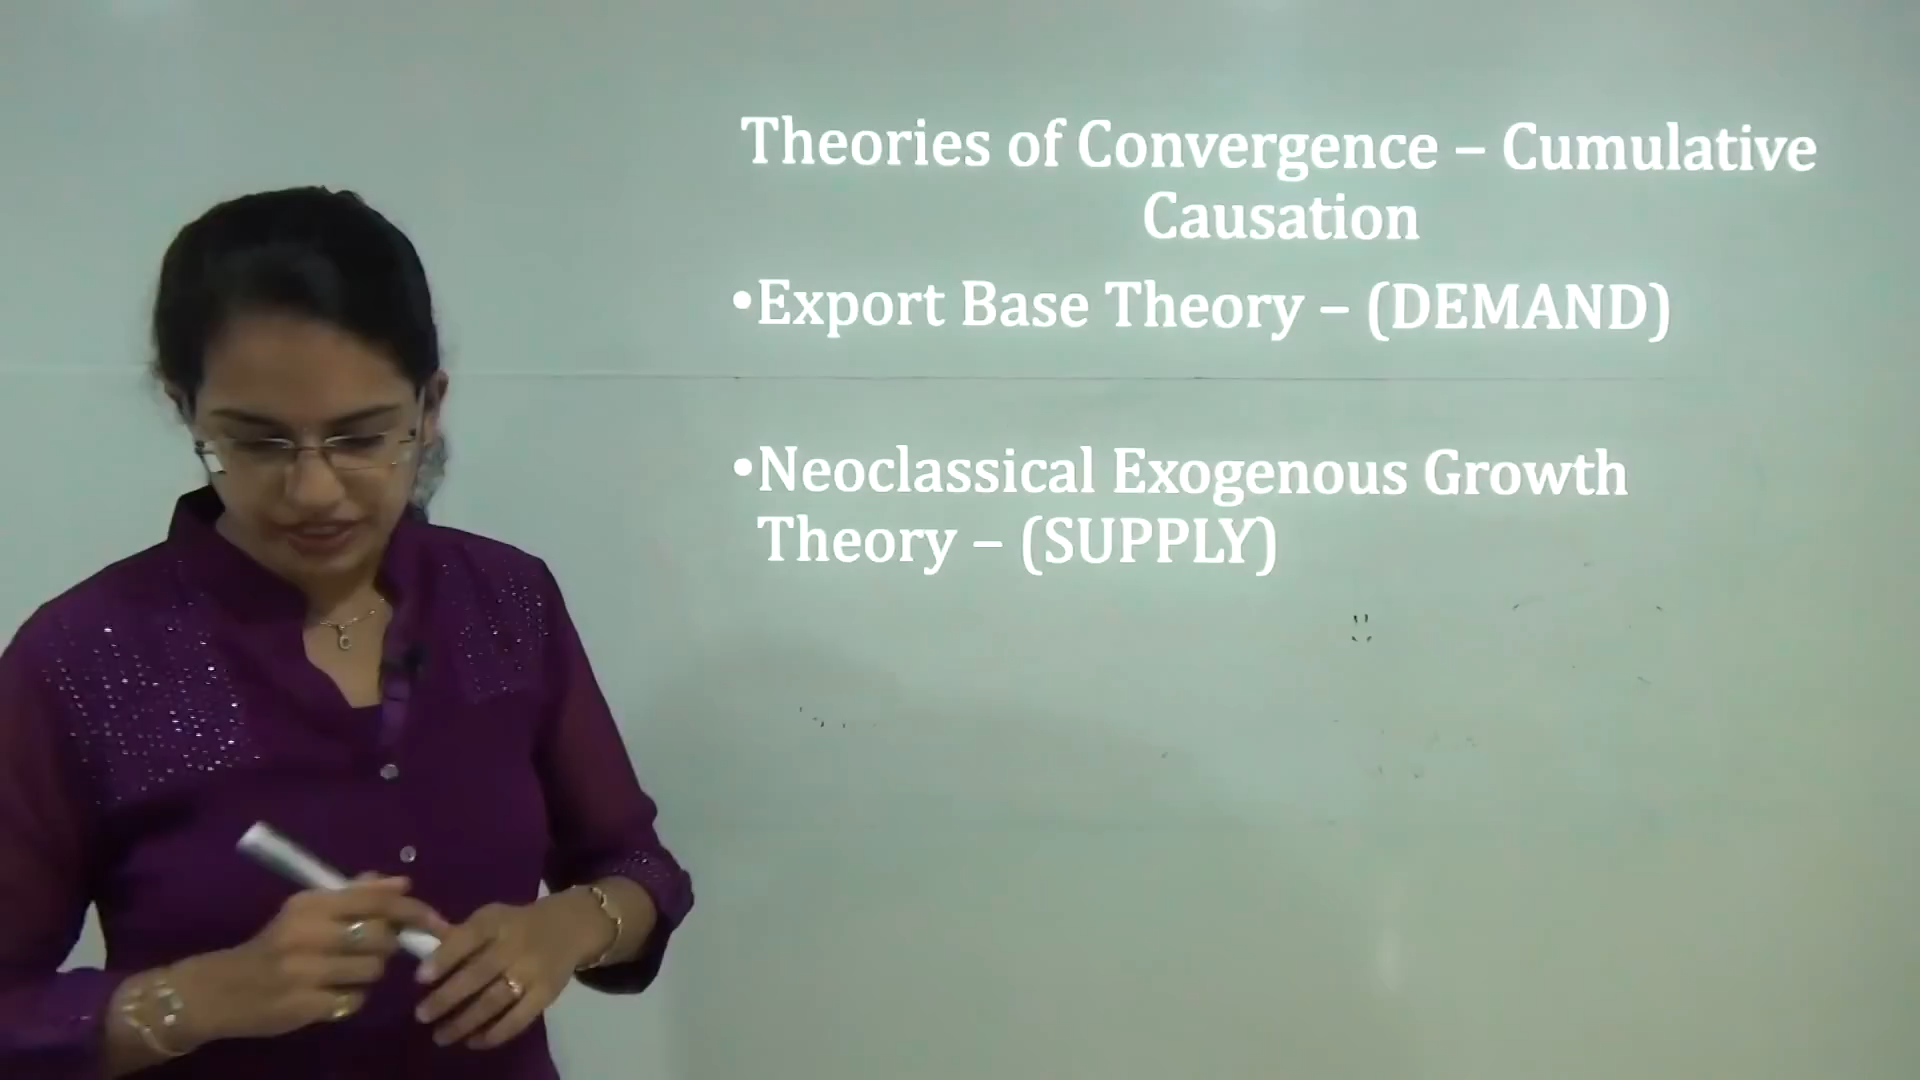 Theories of Convergence – Cumulative
Causation
•Export Base Theory – (DEMAND)
•Neoclassical Exogenous Growth
Theory – (SUPPLY)